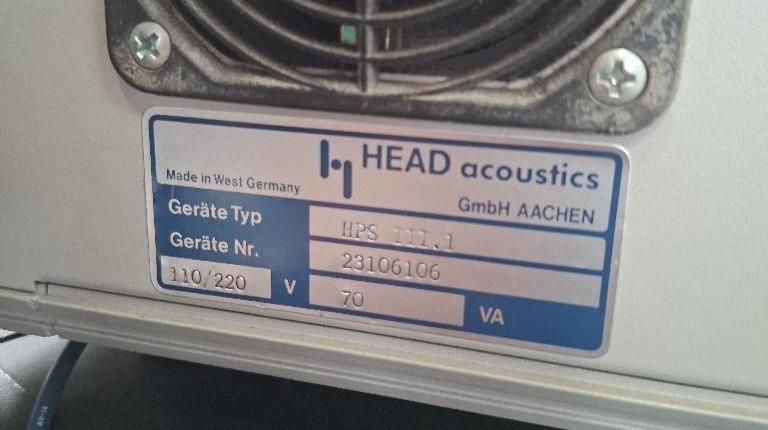 HEAD acoustics
Made in West Germany
GmbH AACHEN
Geräte Typ HPS III.1
Geräte Nr. 23106106
110/220 V 70 VA